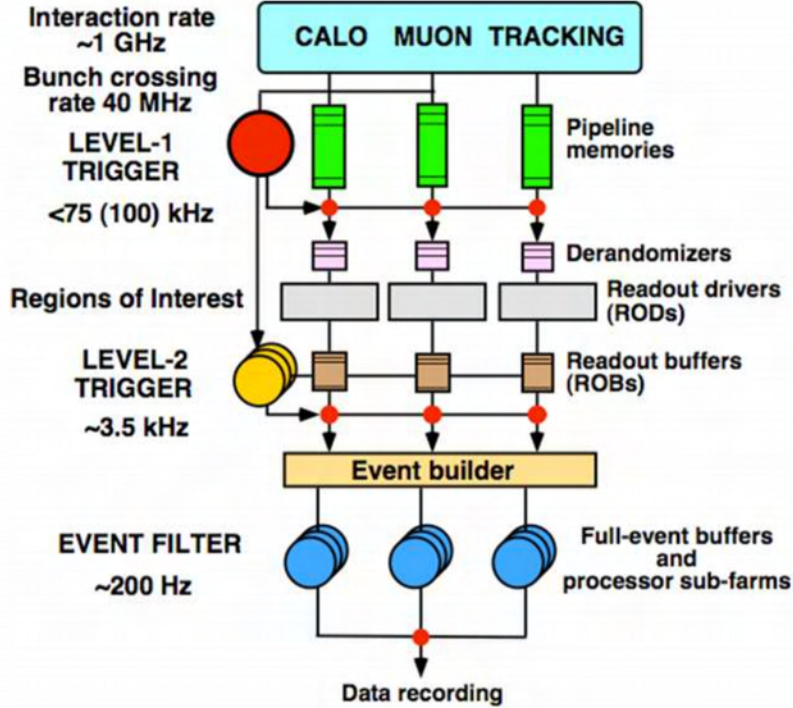 Interaction rate
~1 GHz
CALO MUON TRACKING
Bunch crossing
rate 40 MHz
LEVEL-1
TRIGGER
Pipeline
memories
<75 (100) kHz
Derandomizers
Regions of Interest
Readout drivers
(RODs)
LEVEL-2
TRIGGER
Readout buffers
(ROBs)
~3.5 kHz
Event builder
EVENT FILTER
~200 Hz
Full-event buffers
and
processor sub-farms
Data recording